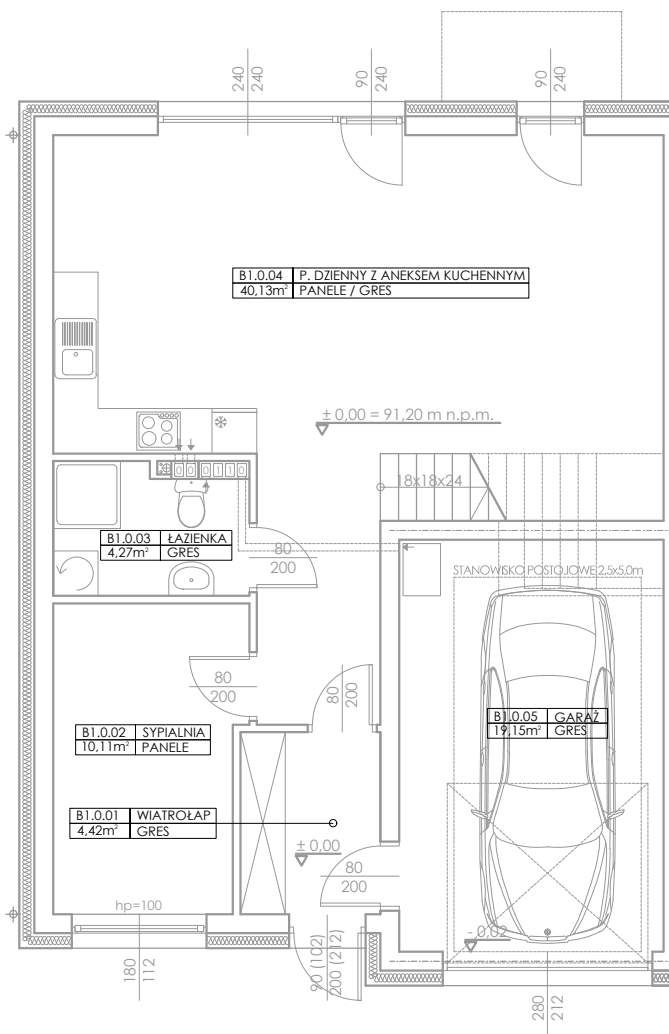 240
240
90
240
90
240
B1.0.04 P. DZIENNY Z ANEKSEM KUCHENNYM
40,13m² PANELE / GRES
± 0,00 = 91,20 m n.p.m.
18x18x24
B1.0.03 ŁAZIENKA
4,27m² GRES
80
200
STANOWISKO POSTOJOWE 2,5x5,0m
80
200
80
200
B1.0.02 SYPIALNIA
10,11m² PANELE
B1.0.05 GARAŻ
19,15m² GRES
B1.0.01 WIATROŁAP
4,42m² GRES
± 0,00
80
200
hp=100
- 0,02
180
112
90 (102)
200 (212)
280
212